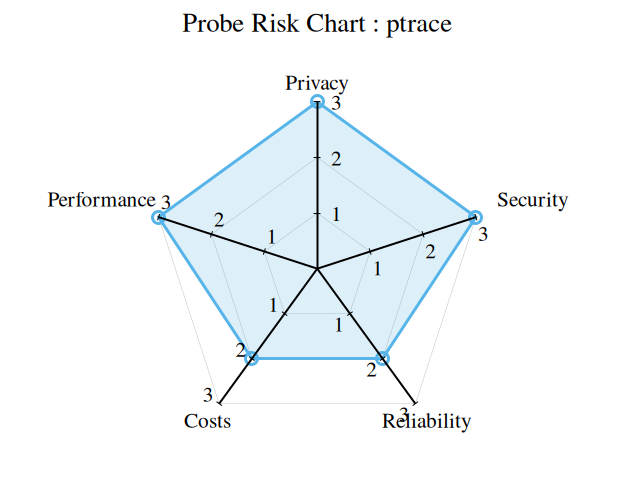 Probe Risk Chart : ptrace
Privacy
3
2
1
Performance 3
2
1
Security
3
2
1
1
2
3
1
2
3
Costs
Reliability